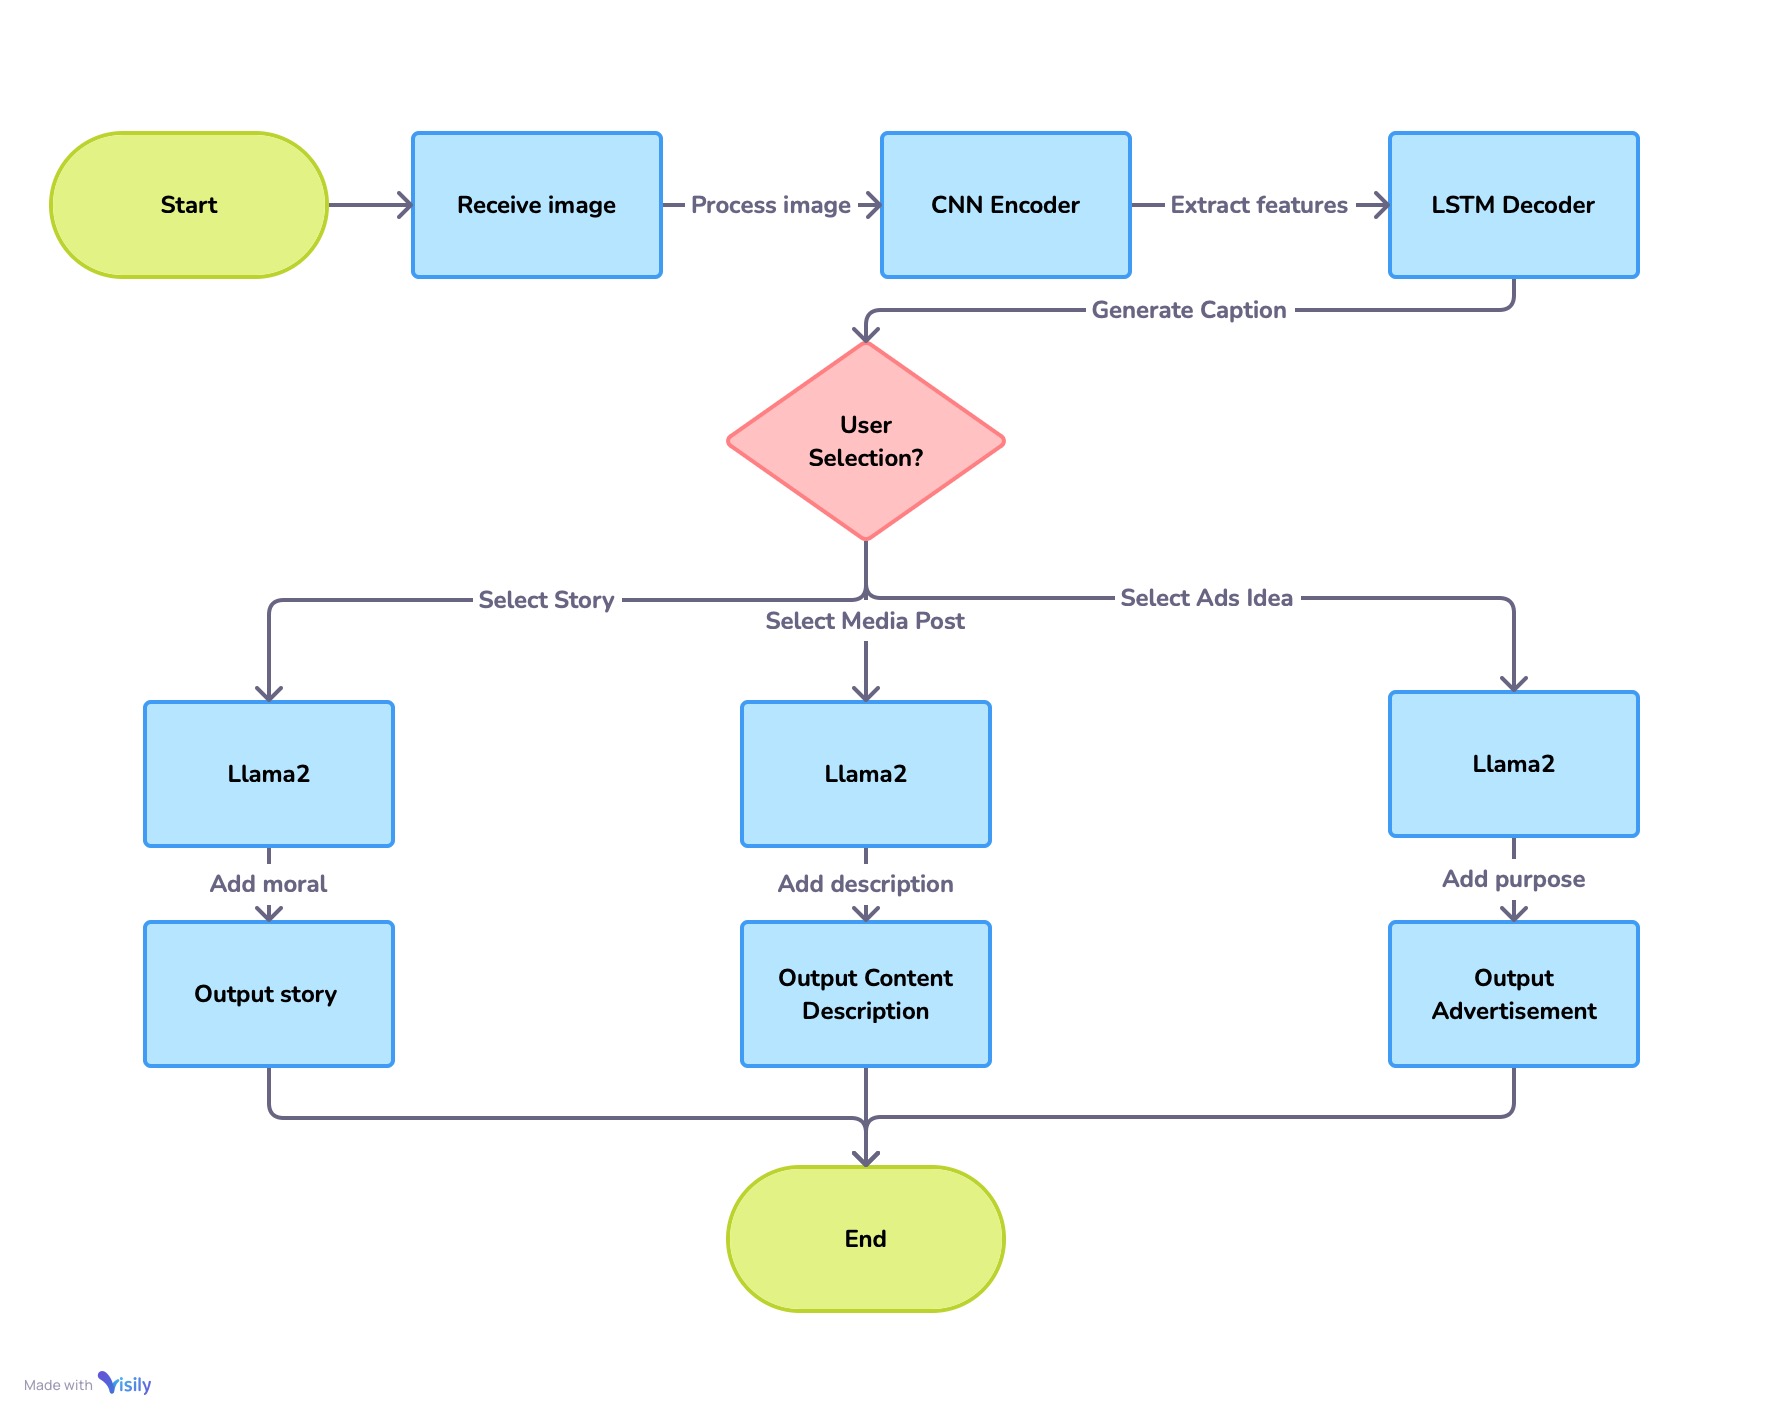 Start
Receive image
Process image
CNN Encoder
Extract features
LSTM Decoder
Generate Caption
User
Selection?
Select Story
Select Media Post
Select Ads Idea
Llama2
Llama2
Llama2
Add moral
Add description
Add purpose
Output story
Output Content
Description
Output
Advertisement
End
Made with Visily